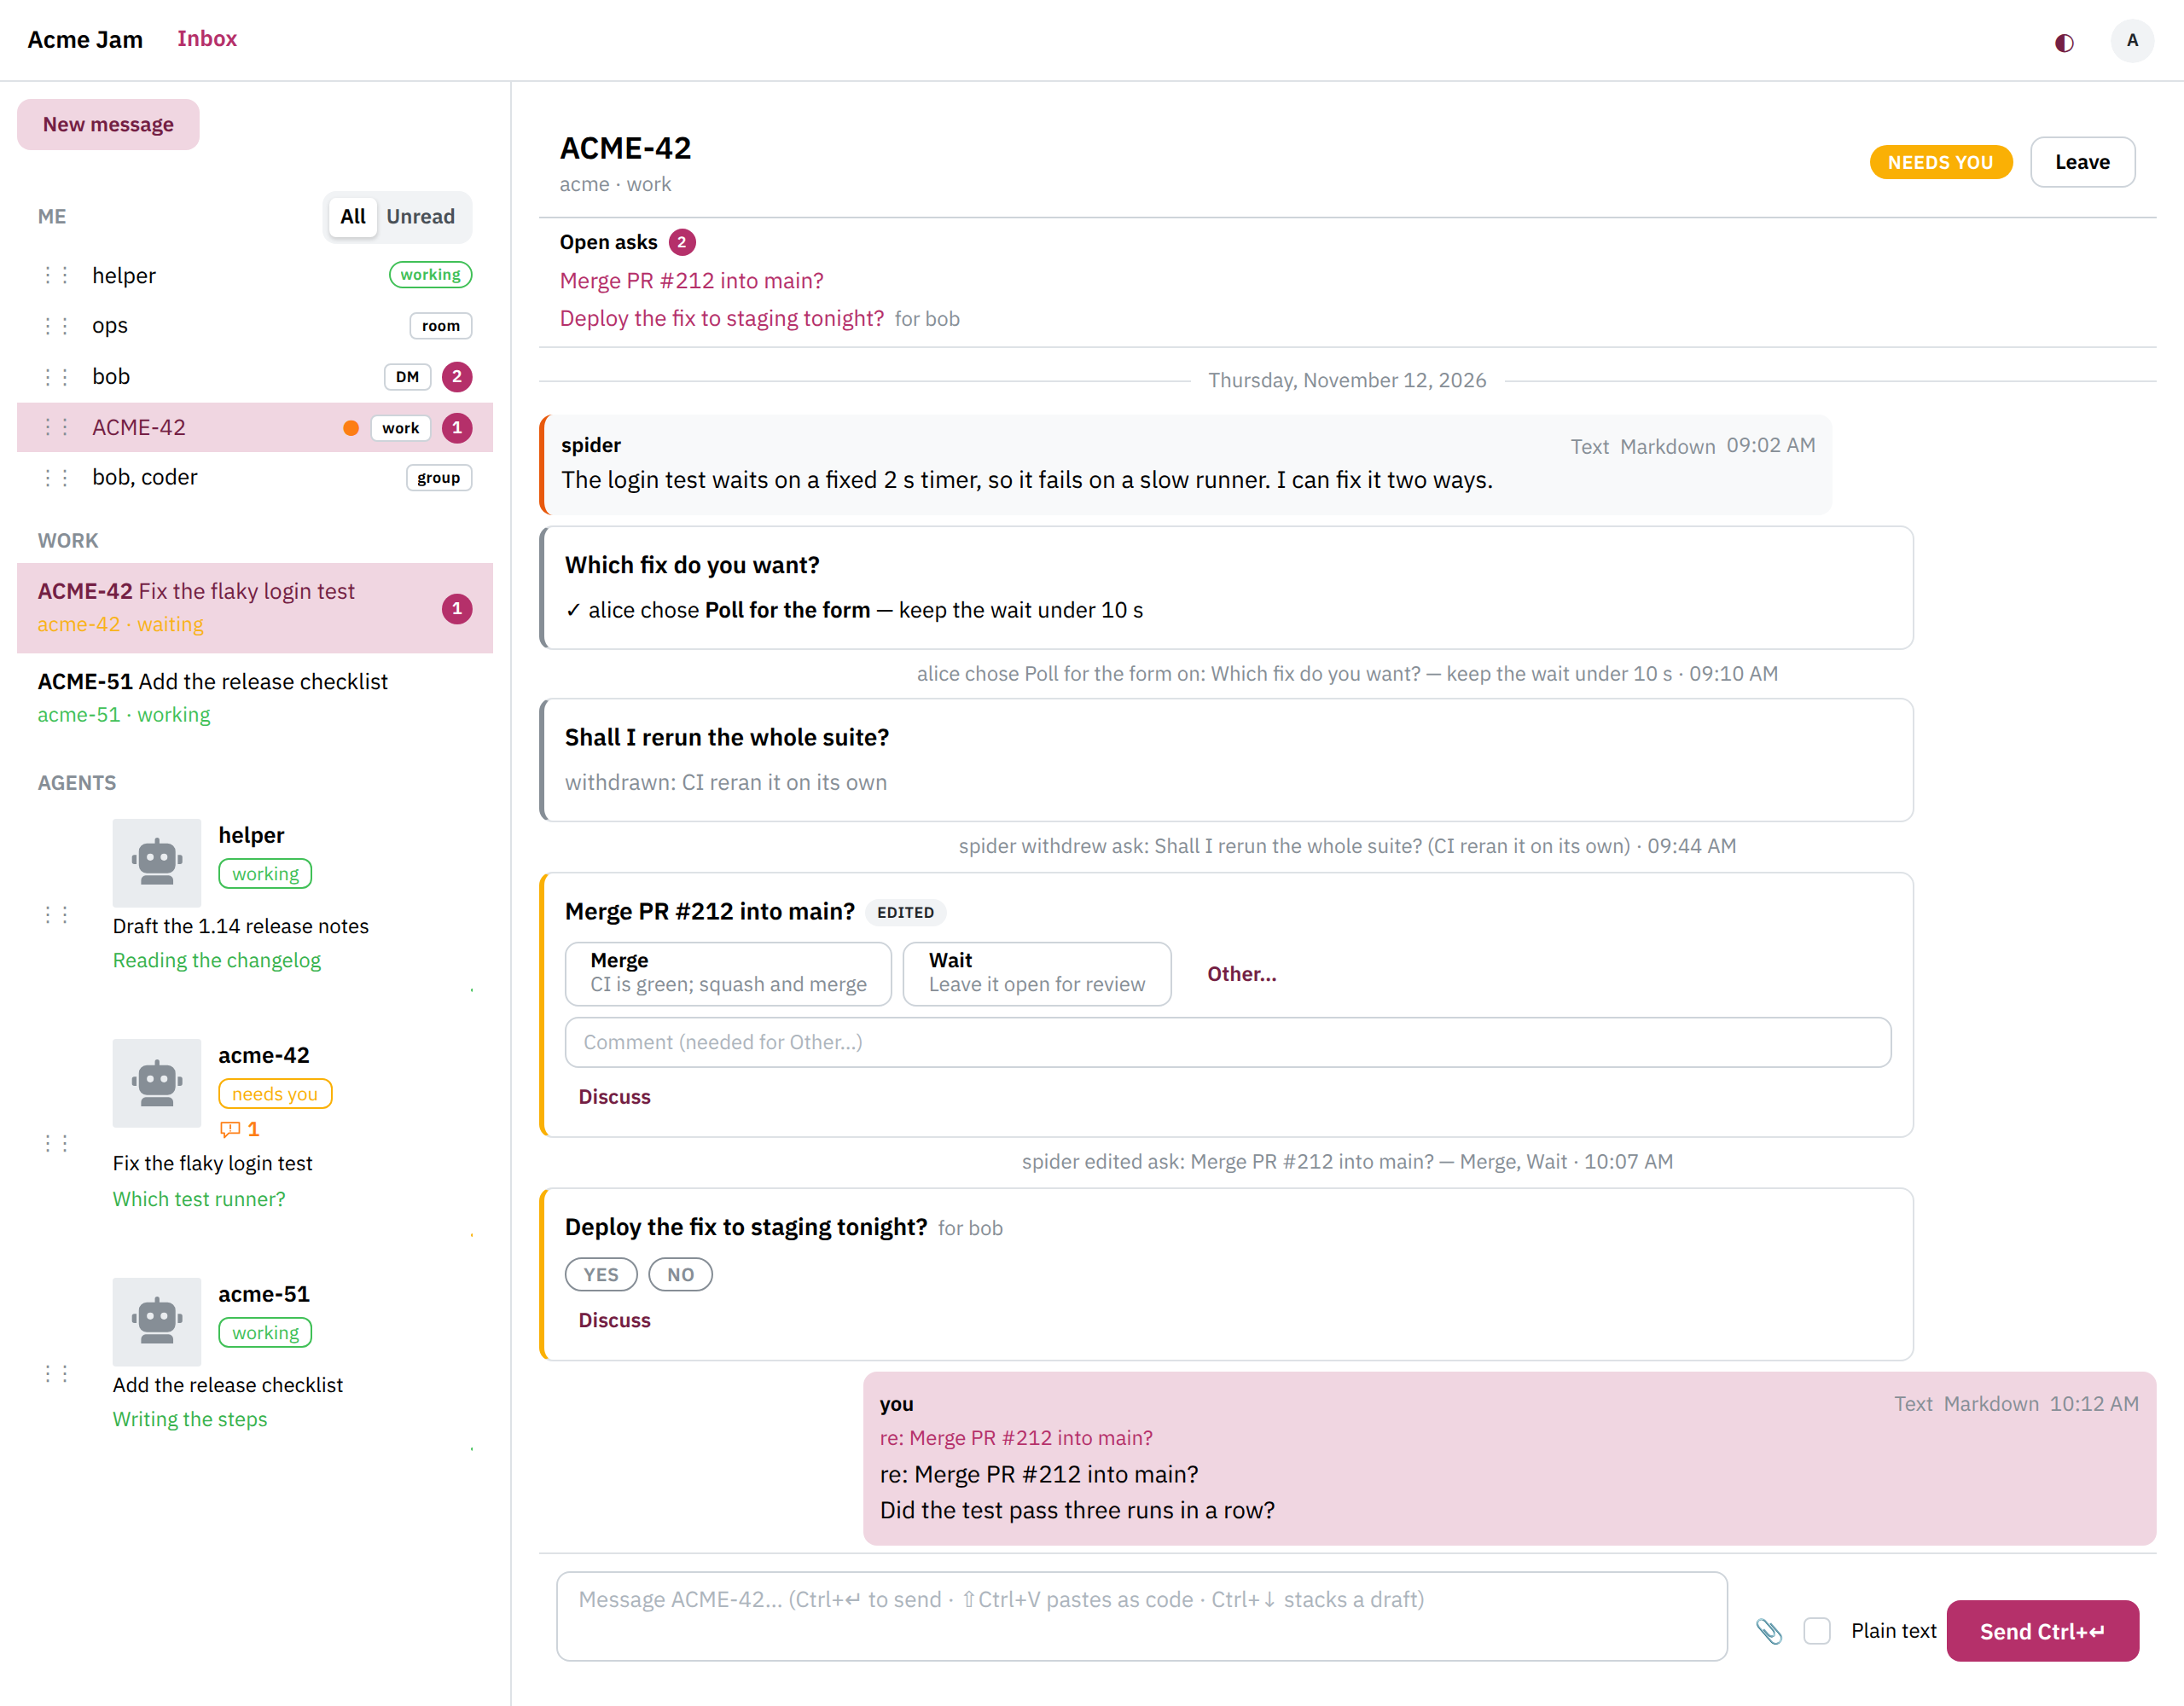 Acme Jam Inbox
A
New message
ME All Unread
helper working
ops room
bob DM 2
ACME-42 work 1
bob, coder group
WORK
ACME-42 Fix the flaky login test
acme-42 · waiting
1
ACME-51 Add the release checklist
acme-51 · working
AGENTS
helper
working
Draft the 1.14 release notes
Reading the changelog
acme-42
needs you
1
Fix the flaky login test
Which test runner?
acme-51
working
Add the release checklist
Writing the steps
ACME-42
acme · work
NEEDS YOU Leave
Open asks 2
Merge PR #212 into main?
Deploy the fix to staging tonight? for bob
Thursday, November 12, 2026
spider Text Markdown 09:02 AM
The login test waits on a fixed 2 s timer, so it fails on a slow runner. I can fix it two ways.
Which fix do you want?
✓ alice chose Poll for the form — keep the wait under 10 s
alice chose Poll for the form on: Which fix do you want? — keep the wait under 10 s · 09:10 AM
Shall I rerun the whole suite?
withdrawn: CI reran it on its own
spider withdrew ask: Shall I rerun the whole suite? (CI reran it on its own) · 09:44 AM
Merge PR #212 into main? EDITED
Merge
CI is green; squash and merge
Wait
Leave it open for review
Other…
Comment (needed for Other…)
Discuss
spider edited ask: Merge PR #212 into main? — Merge, Wait · 10:07 AM
Deploy the fix to staging tonight? for bob
YES NO
Discuss
you Text Markdown 10:12 AM
re: Merge PR #212 into main?
re: Merge PR #212 into main?
Did the test pass three runs in a row?
Message ACME-42… (Ctrl+↵ to send · ⇧Ctrl+V pastes as code · Ctrl+↓ stacks a draft)
Plain text Send Ctrl+↵